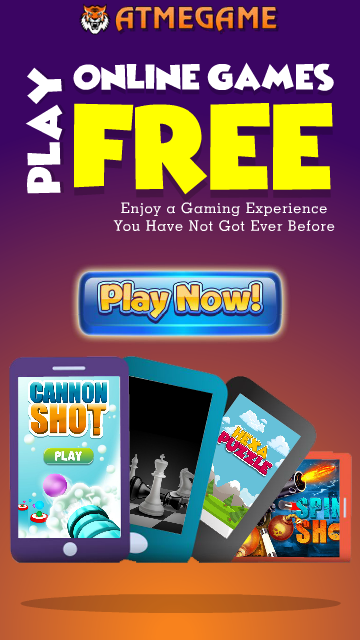 ATMEGAME
PLAY
ONLINE GAMES
FREE
Enjoy a Gaming Experience
You Have Not Got Ever Before
Play Now!
CANNON
SHOT
PLAY
HEXA
PUZZLE
SPIN
SHO